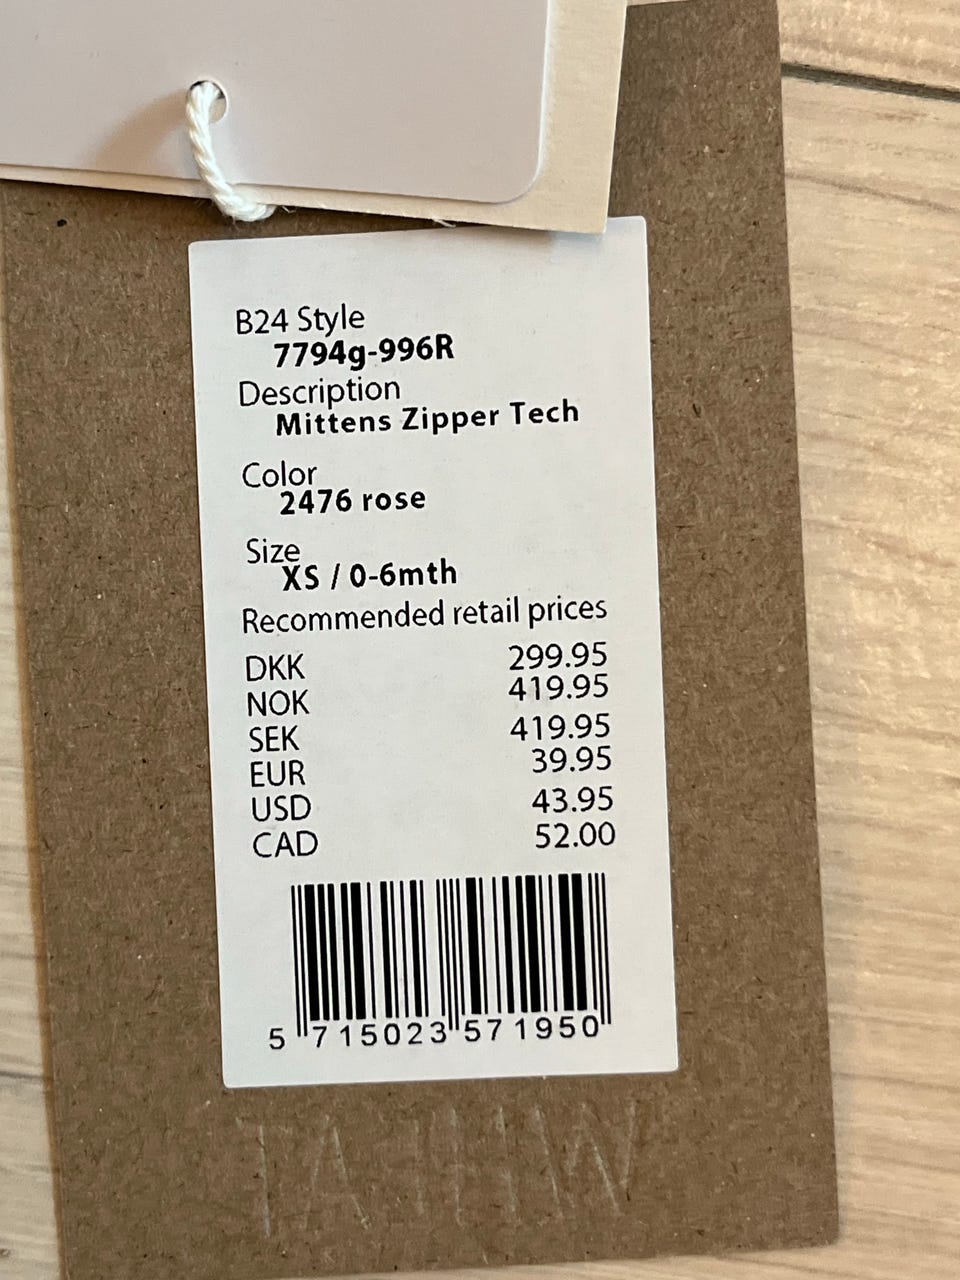 B24 Style
7794g-996R
Description
Mittens Zipper Tech
Color
2476 rose
Size
XS / 0-6mth
Recommended retail prices
DKK 299.95
NOK 419.95
SEK 419.95
EUR 39.95
USD 43.95
CAD 52.00
5 715023 571950